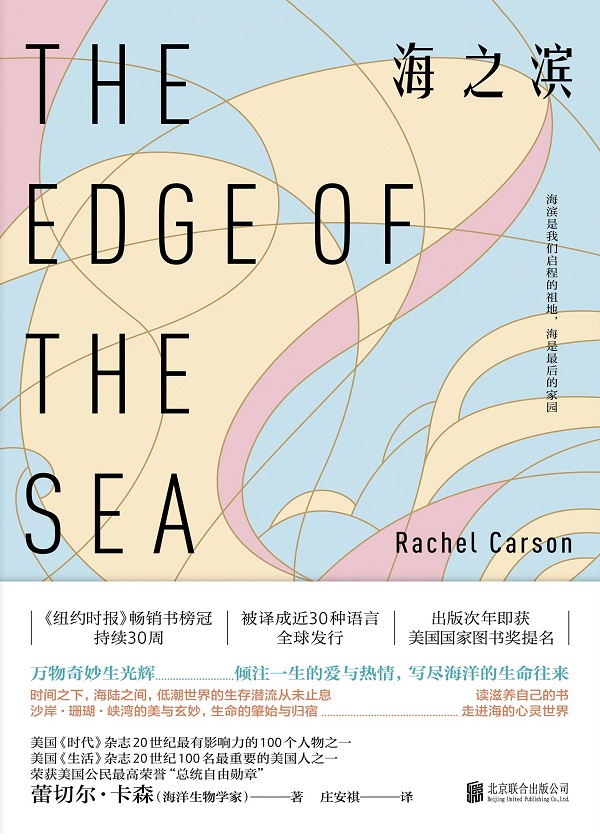 THE
EDGE OF
THE
SEA
海之滨
海滨是我们启程的祖地，海是最后的家园
Rachel Carson
《纽约时报》畅销书榜冠
持续30周
被译成近30种语言
全球发行
出版次年即获
美国国家图书奖提名
万物奇妙生光辉……………倾注一生的爱与热情，写尽海洋的生命往来
时间之下，海陆之间，低潮世界的生存潜流从未止息 读滋养自己的书
沙岸·珊瑚·峡湾的美与玄妙，生命的肇始与归宿……………走进海的心灵世界
美国《时代》杂志20世纪最有影响力的100个人物之一
美国《生活》杂志20世纪100名最重要的美国人之一
荣获美国公民最高荣誉“总统自由勋章”
蕾切尔·卡森（海洋生物学家）——著 庄安祺——译
北京联合出版公司
Beijing United Publishing Co.,Ltd.